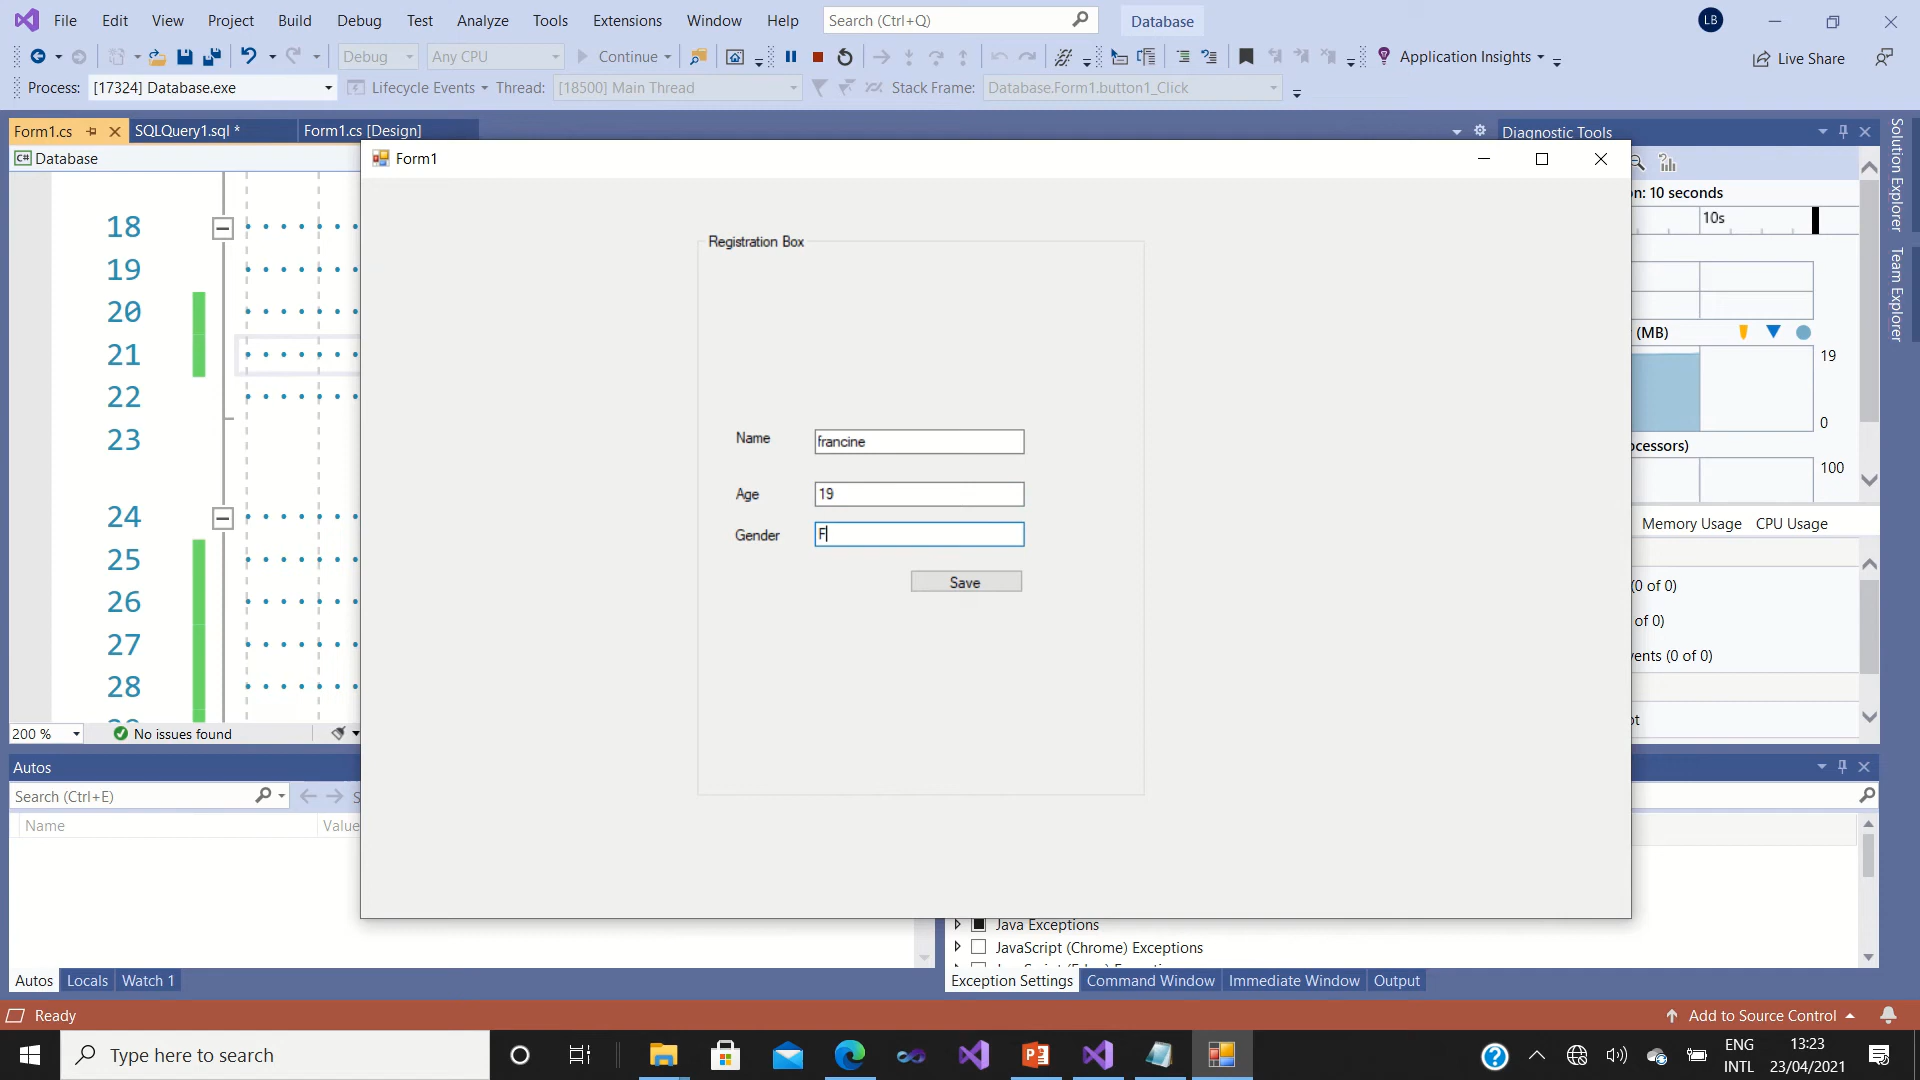 File Edit View Project Build Debug Test Analyze Tools Extensions Window Help Search (Ctrl+Q) Database LB
Debug Any CPU Continue Application Insights Live Share
Process: [17324] Database.exe Lifecycle Events Thread: [18500] Main Thread Stack Frame: Database.Form1.button1_Click
Form1.cs SQLQuery1.sql * Form1.cs [Design] Diagnostic Tools
C# Database
Form1
on: 10 seconds
10s
18
19
20
21
22
23
24
25
26
27
28
Registration Box
Name francine
Age 19
Gender F
Save
(MB)
19
0
ocessors)
100
Memory Usage CPU Usage
(0 of 0)
of 0)
vents (0 of 0)
ot
Solution Explorer
Team Explorer
200 % No issues found
Autos
Search (Ctrl+E) S
Name Value
Java Exceptions
JavaScript (Chrome) Exceptions
Autos Locals Watch 1 Exception Settings Command Window Immediate Window Output
Ready Add to Source Control
Type here to search
ENG
INTL
13:23
23/04/2021